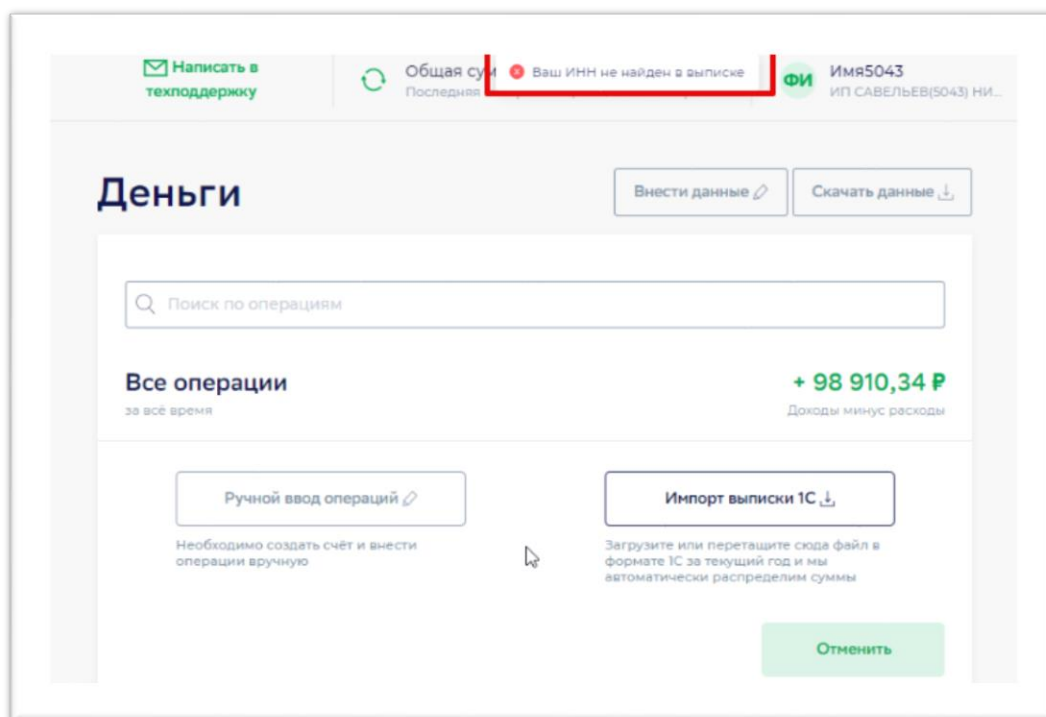 Написать в
техподдержку
Общая сум
Последняя
Ваш ИНН не найден в выписке
ФИ
Имя5043
ИП САВЕЛЬЕВ(5043) НИ...
Деньги
Внести данные
Скачать данные
Поиск по операциям
Все операции
+ 98 910,34 ₽
за всё время
Доходы минус расходы
Ручной ввод операций
Импорт выписки 1С
Необходимо создать счёт и внести
операции вручную
Загрузите или перетащите сюда файл в
формате 1С за текущий год и мы
автоматически распределим суммы
Отменить